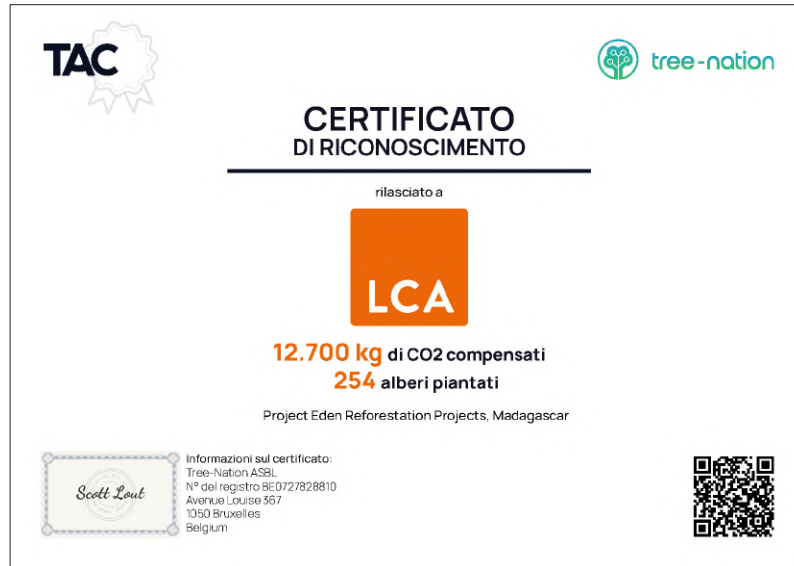 TAC
tree-nation
CERTIFICATO
DI RICONOSCIMENTO
rilasciato a
LCA
12.700 kg di CO2 compensati
254 alberi piantati
Project Eden Reforestation Projects, Madagascar
Scott Lout
Informazioni sul certificato:
Tree-Nation ASBL
N° del registro BE0727828810
Avenue Louise 367
1050 Bruxelles
Belgium